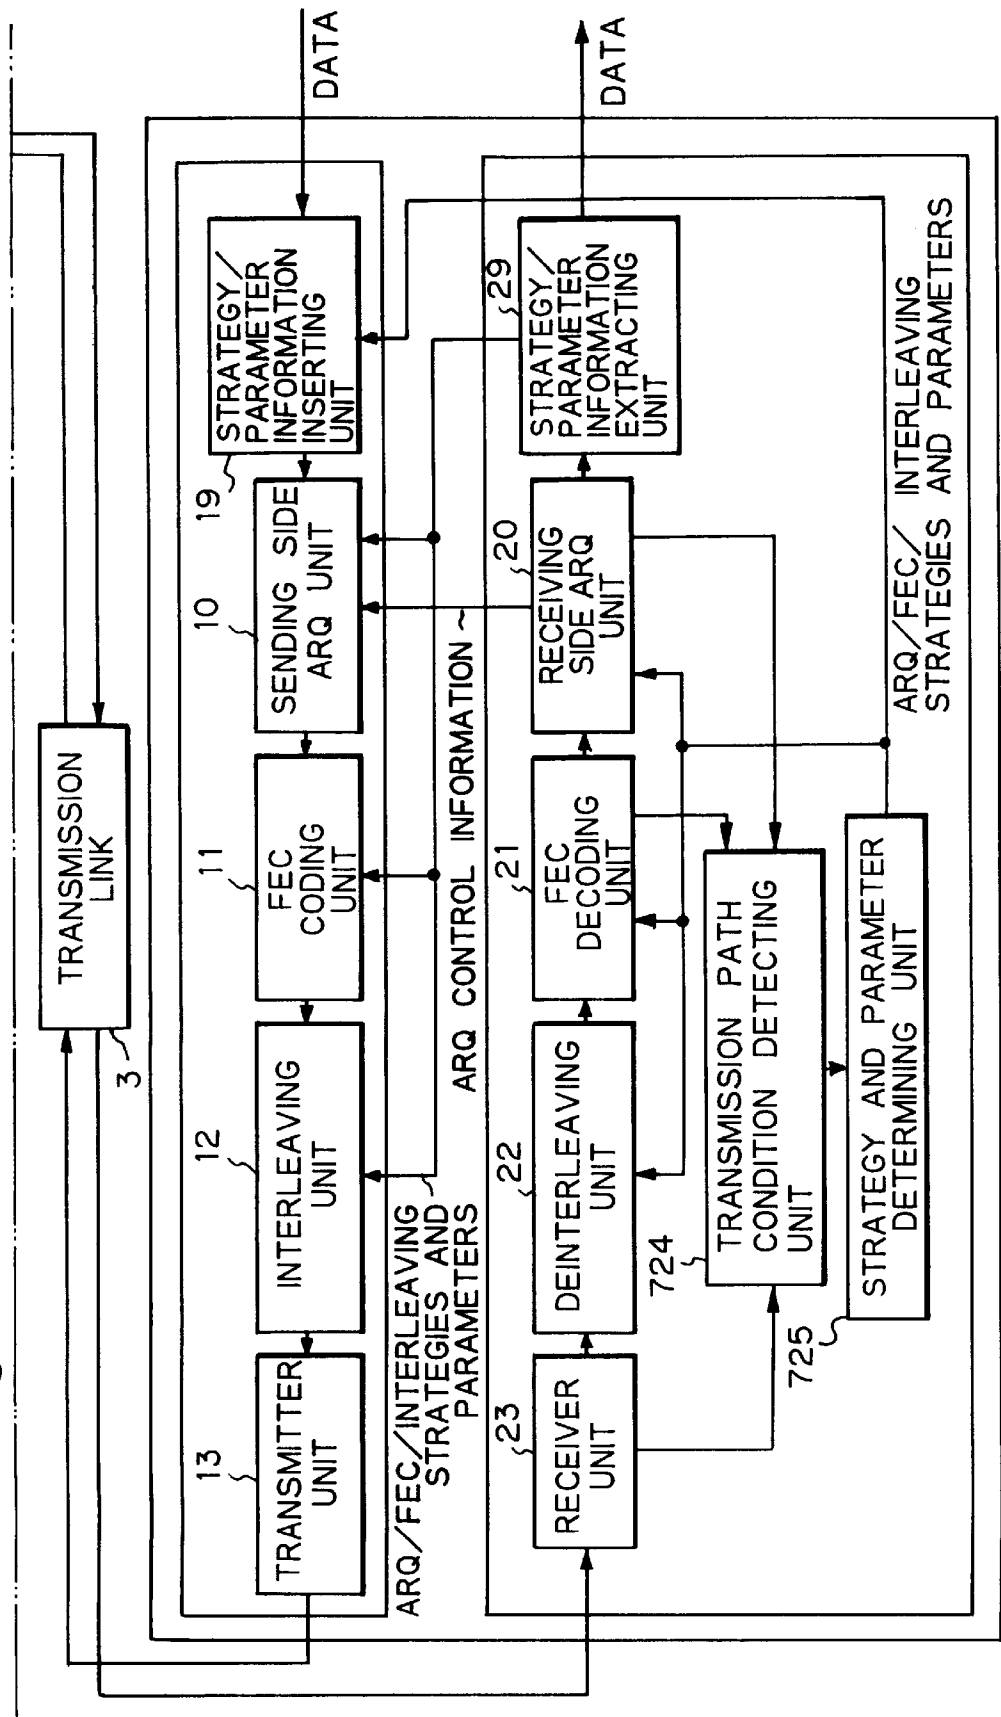 TRANSMISSION
LINK
3
DATA
STRATEGY/
PARAMETER
INFORMATION
INSERTING
UNIT
19
SENDING SIDE
ARQ UNIT
10
FEC
CODING
UNIT
11
INTERLEAVING
UNIT
12
TRANSMITTER
UNIT
13
ARQ/FEC/INTERLEAVING
STRATEGIES AND
PARAMETERS
ARQ CONTROL INFORMATION
DATA
STRATEGY/
PARAMETER
INFORMATION
EXTRACTING
UNIT
29
RECEIVING
SIDE ARQ
UNIT
20
FEC
DECODING
UNIT
21
DEINTERLEAVING
UNIT
22
RECEIVER
UNIT
23
TRANSMISSION PATH
CONDITION DETECTING
UNIT
724
STRATEGY AND PARAMETER
DETERMINING UNIT
725
ARQ/FEC/ INTERLEAVING
STRATEGIES AND PARAMETERS